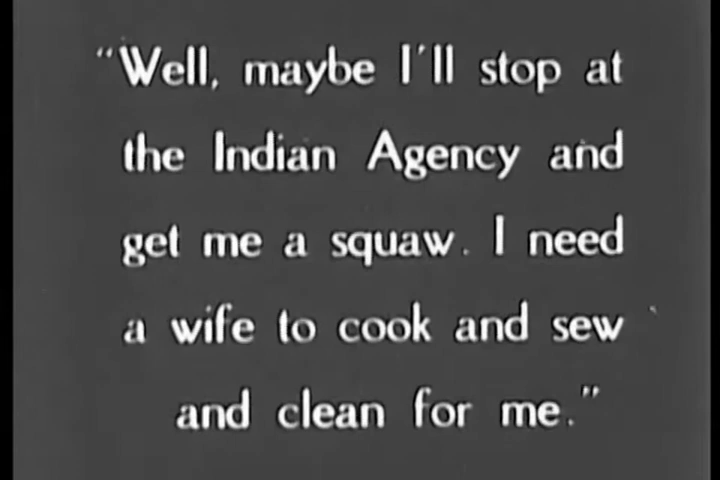 "Well, maybe I'll stop at
the Indian Agency and
get me a squaw. I need
a wife to cook and sew
and clean for me."